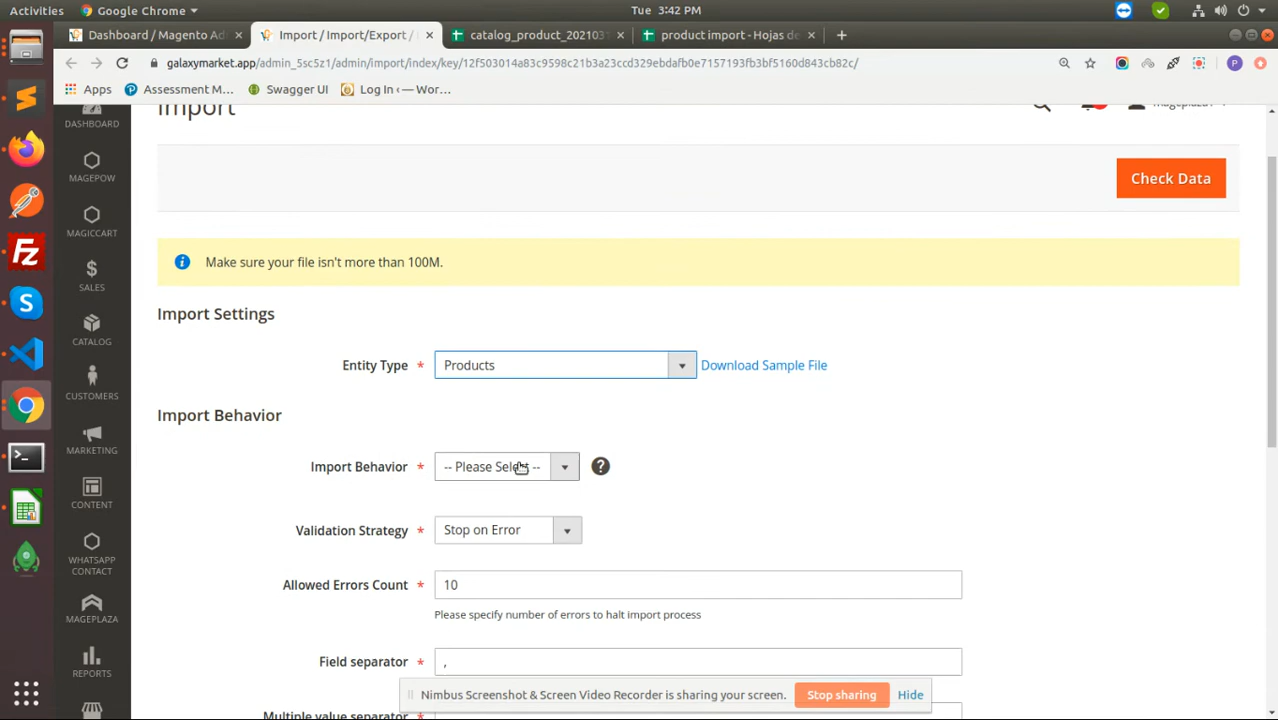 Activities
Google Chrome
Tue 3:42 PM
Dashboard / Magento Ad
Import / Import/Export /
catalog_product_2021031
product import - Hojas de
galaxymarket.app/admin_5sc5z1/admin/import/index/key/12f503014a83c9598c21b3a23ccd329ebdafb0e7157193fb3bf5160d843cb82c/
P
Apps
Assessment M...
Swagger UI
Log In ‹ — Wor...
Import
DASHBOARD
MAGEPOW
MAGICCART
SALES
CATALOG
CUSTOMERS
MARKETING
CONTENT
WHATSAPP
CONTACT
MAGEPLAZA
REPORTS
Check Data
Make sure your file isn't more than 100M.
Import Settings
Entity Type *
Products
Download Sample File
Import Behavior
Import Behavior *
-- Please Select --
Validation Strategy *
Stop on Error
Allowed Errors Count *
10
Please specify number of errors to halt import process
Field separator *
,
Multiple value separator
Nimbus Screenshot & Screen Video Recorder is sharing your screen.
Stop sharing
Hide